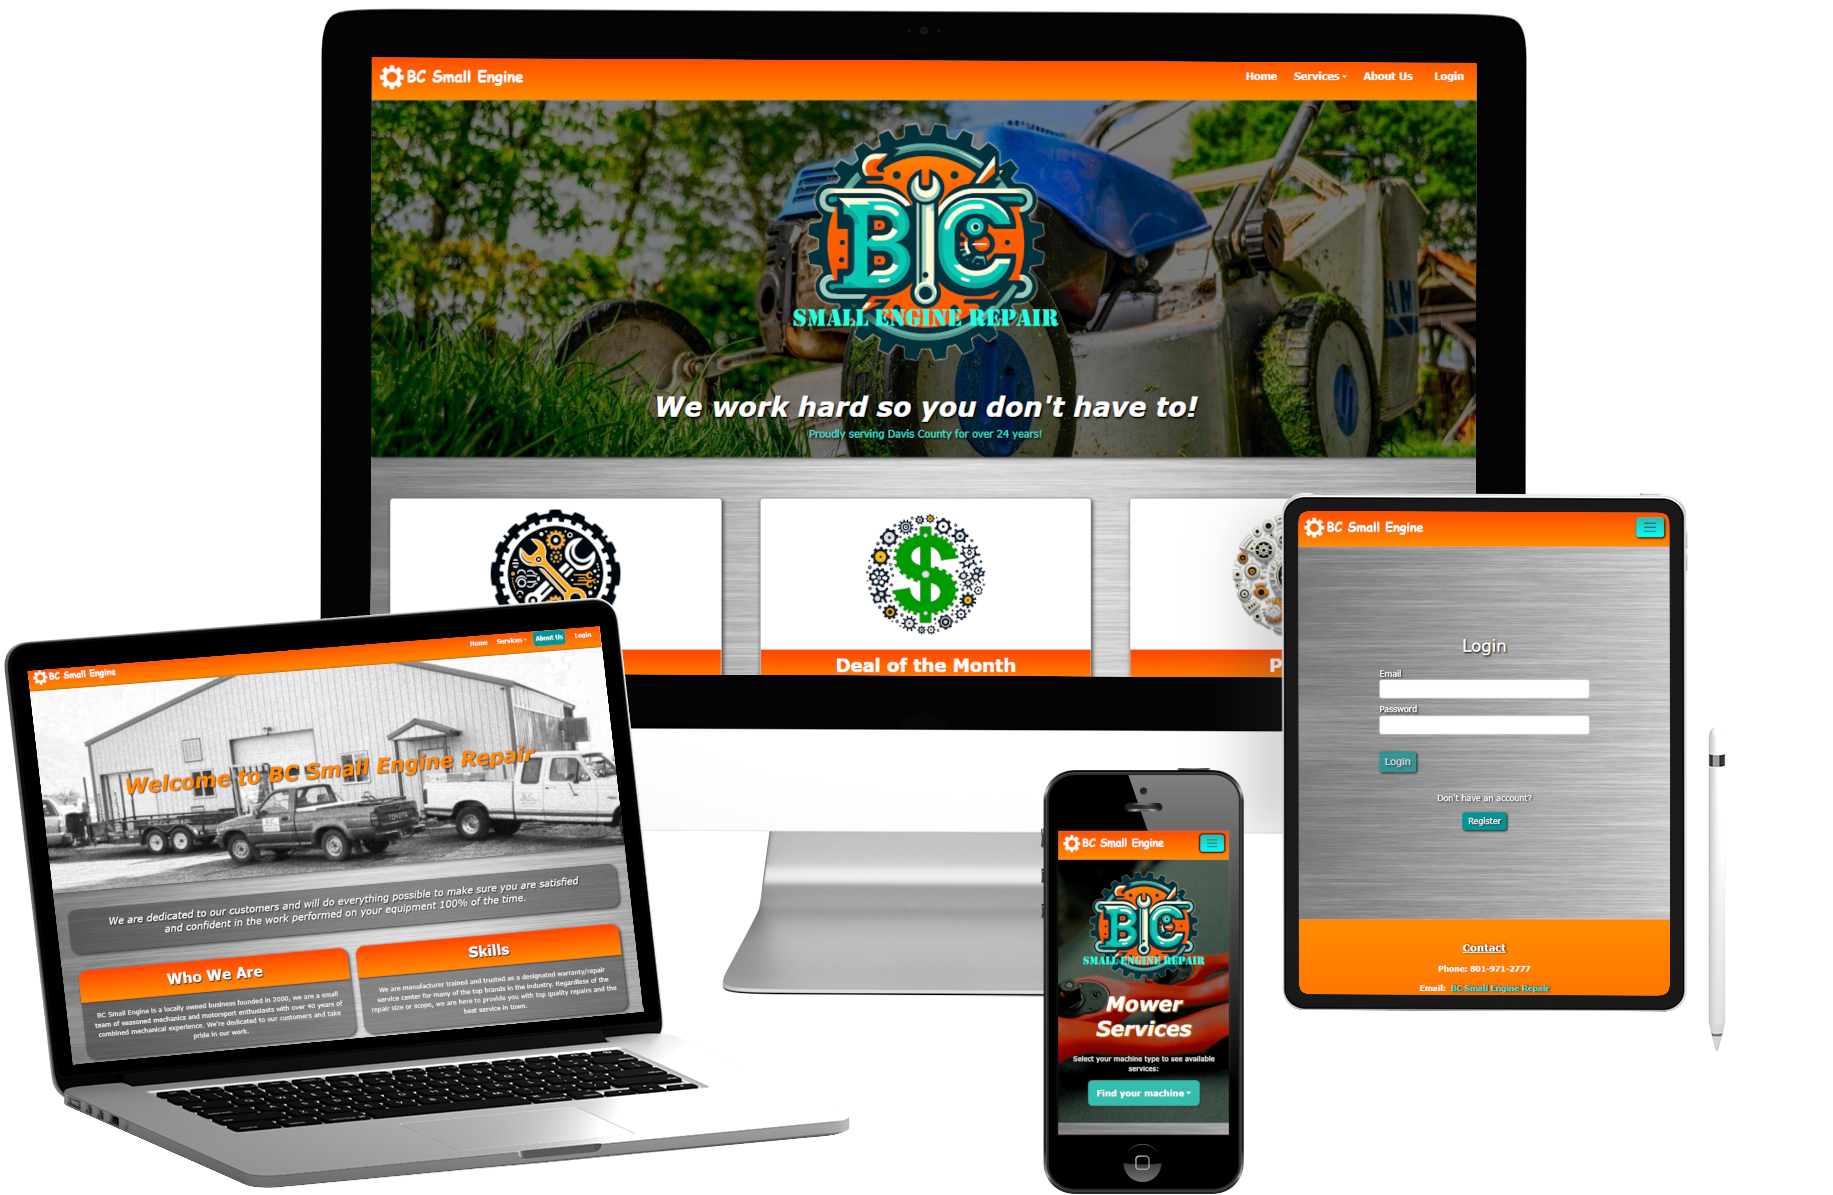 BC Small Engine
Home Services About Us Login
BC
SMALL ENGINE REPAIR
We work hard so you don't have to!
Proudly serving Davis County for over 24 years!
Deal of the Month
P
BC Small Engine
Home Services About Us Login
Welcome to BC Small Engine Repair
TOYOTA
We are dedicated to our customers and will do everything possible to make sure you are satisfied
and confident in the work performed on your equipment 100% of the time.
Who We Are
BC Small Engine is a locally owned business founded in 2000, we are a small
team of seasoned mechanics and motorsport enthusiasts with over 40 years of
combined mechanical experience. We're dedicated to our customers and take
pride in our work.
Skills
We are manufacturer trained and trusted as a designated warranty/repair
service center for many of the top brands in the industry. Regardless of the
repair size or scope, we are here to provide you with top quality repairs and the
best service in town.
BC Small Engine
BC
SMALL ENGINE REPAIR
Mower
Services
Select your machine type to see available
services:
Find your machine
BC Small Engine
Login
Email
Password
Login
Don't have an account?
Register
Contact
Phone: 801-971-2777
Email: BC Small Engine Repair